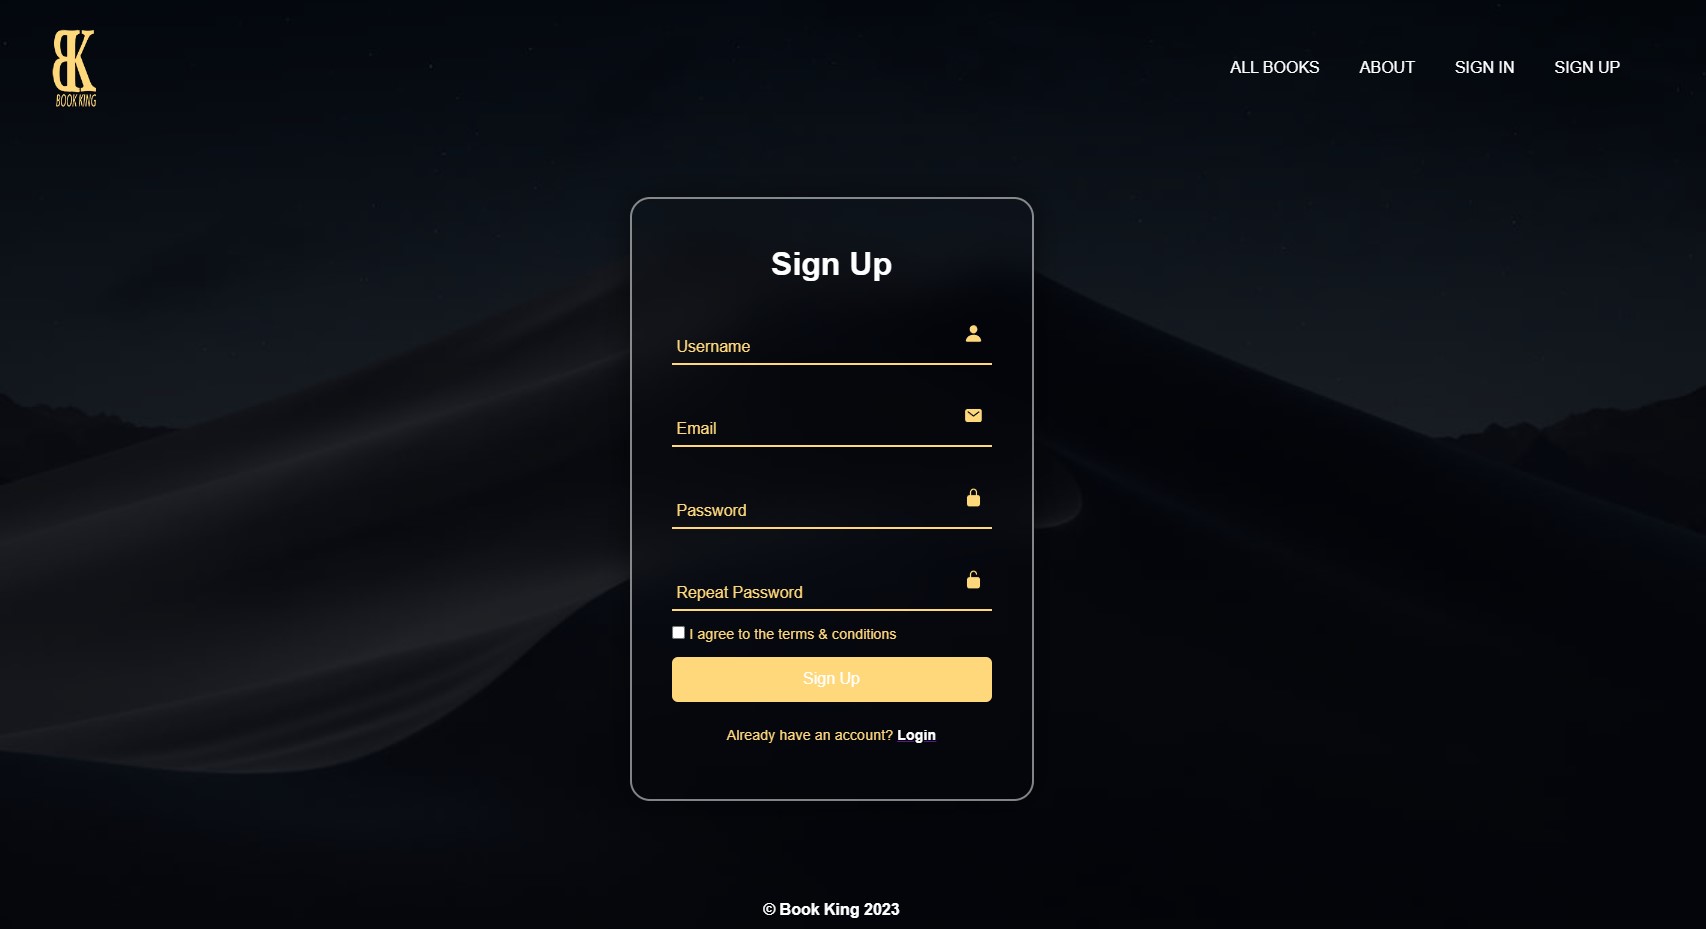 BK
BOOK KING
ALL BOOKS
ABOUT
SIGN IN
SIGN UP
Sign Up
Username
Email
Password
Repeat Password
I agree to the terms & conditions
Sign Up
Already have an account? Login
© Book King 2023